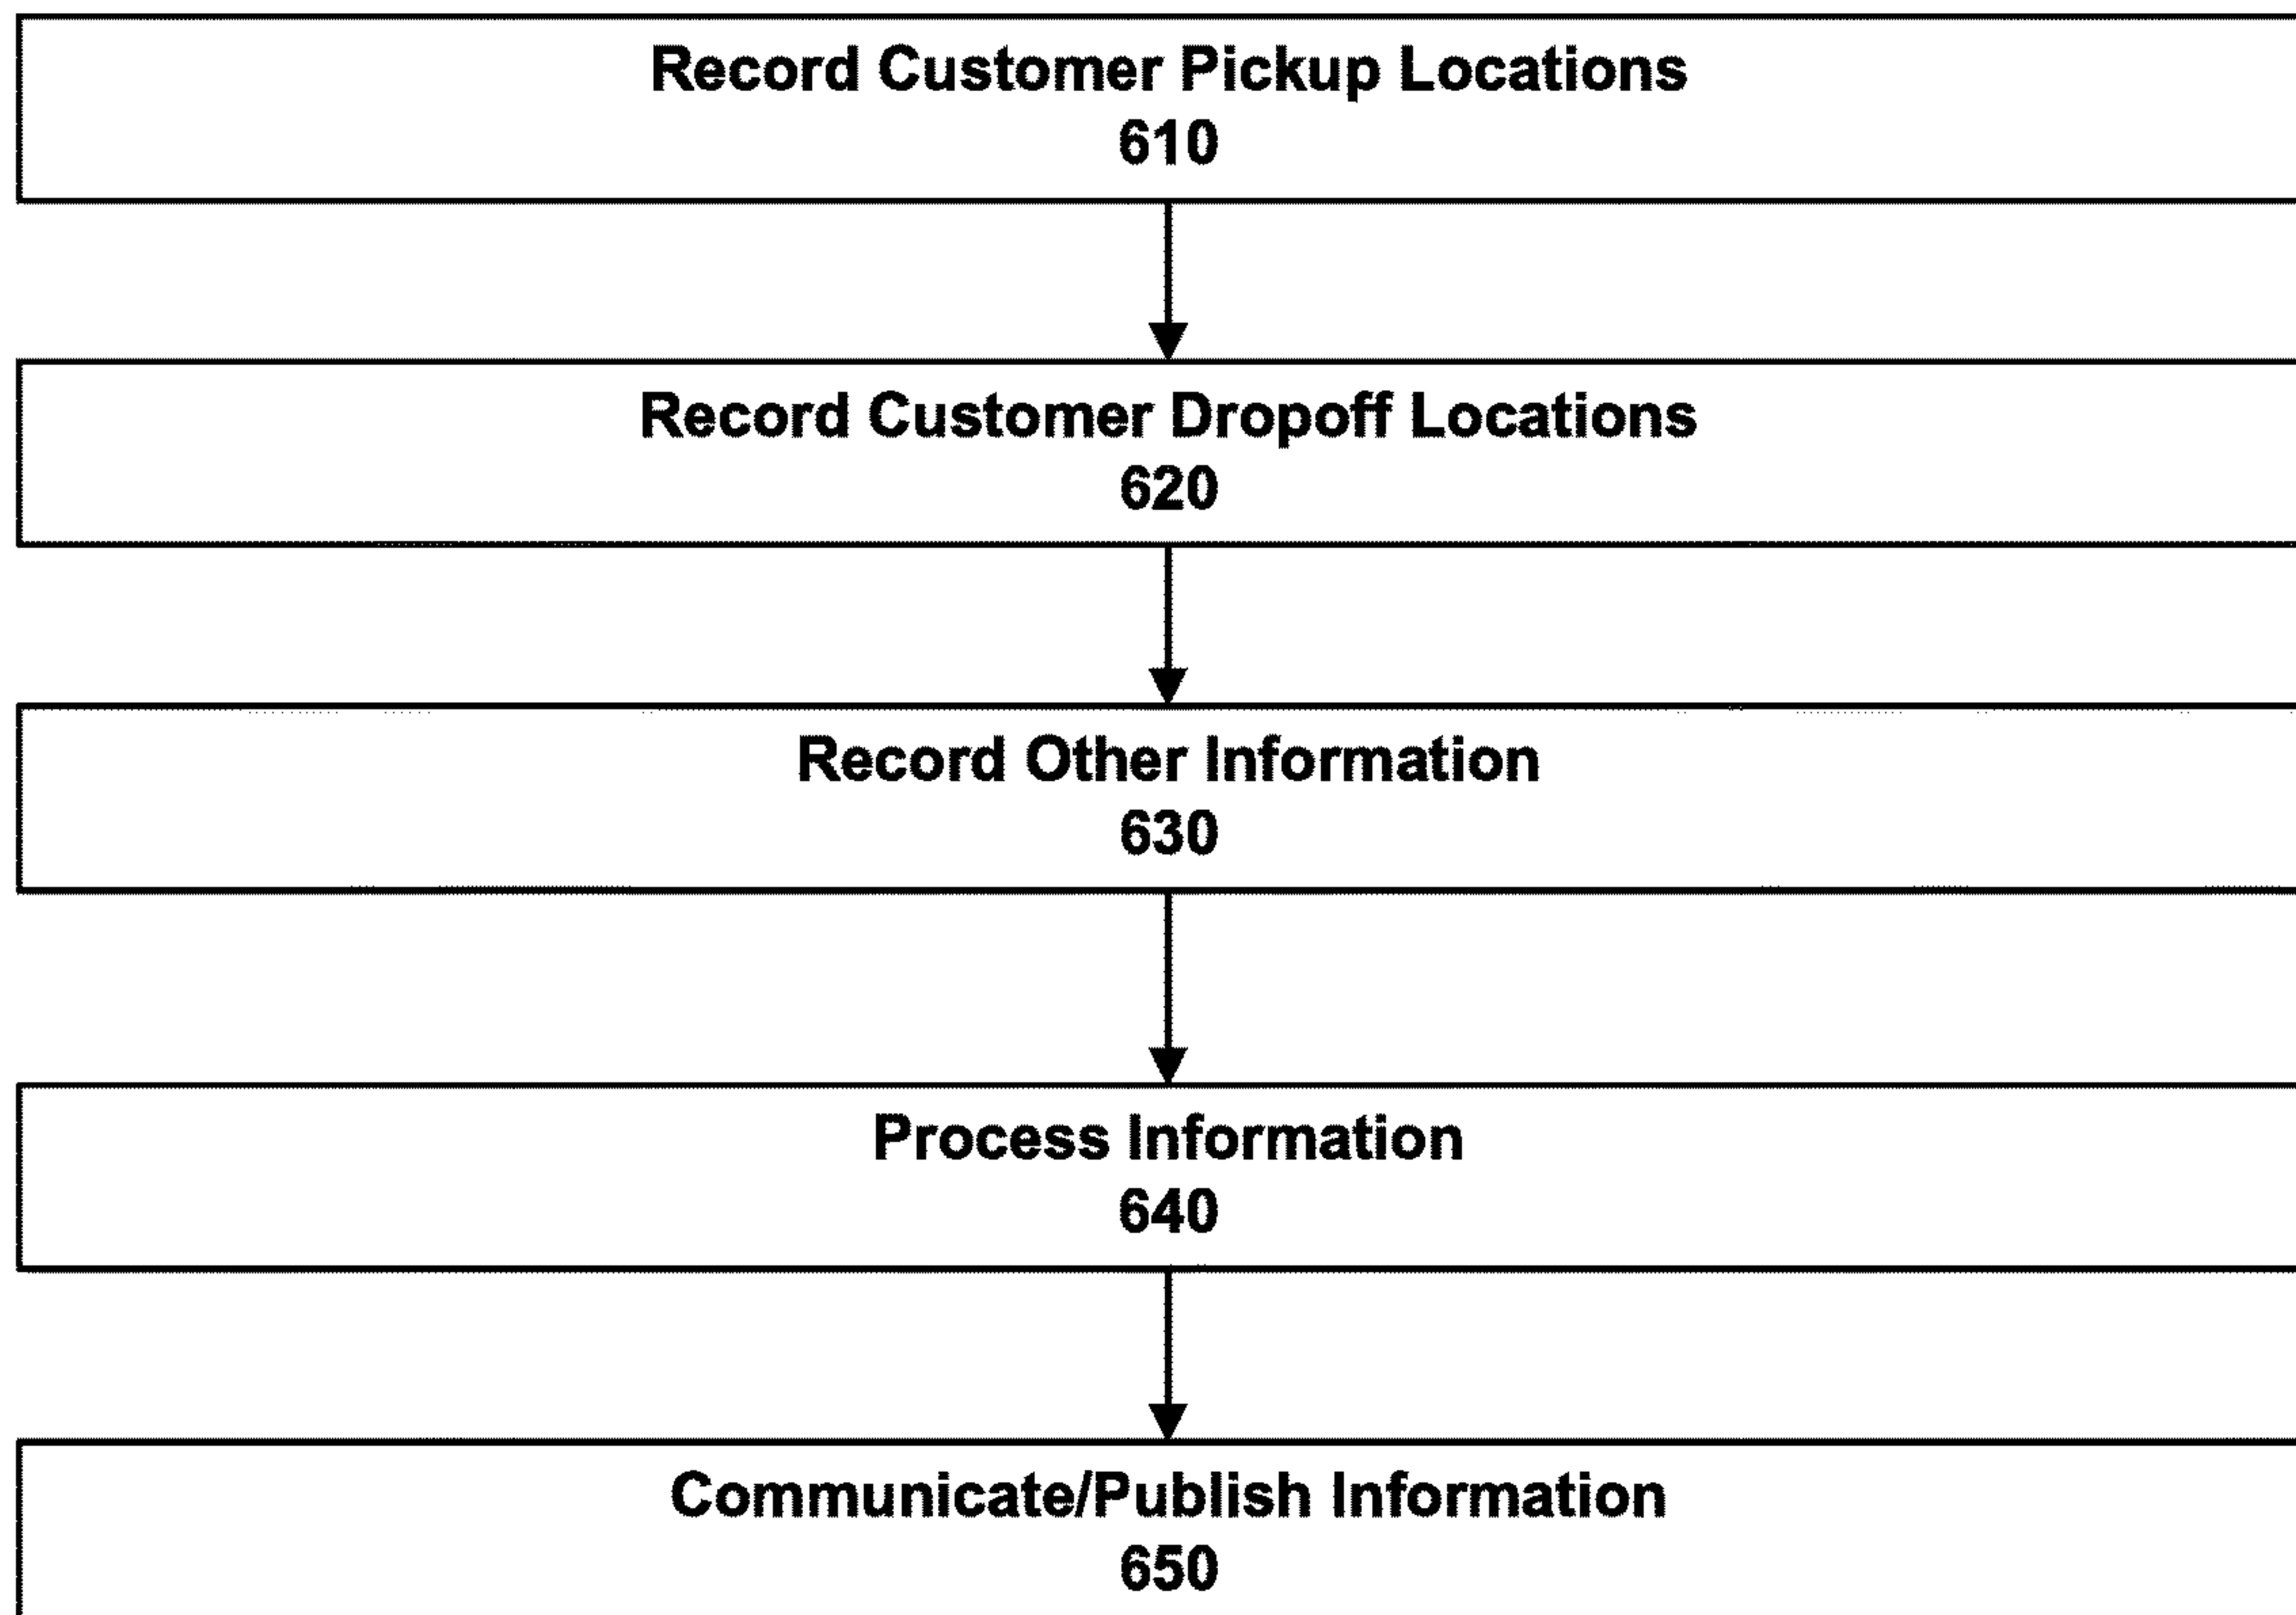 Record Customer Pickup Locations
610
Record Customer Dropoff Locations
620
Record Other Information
630
Process Information
640
Communicate/Publish Information
650